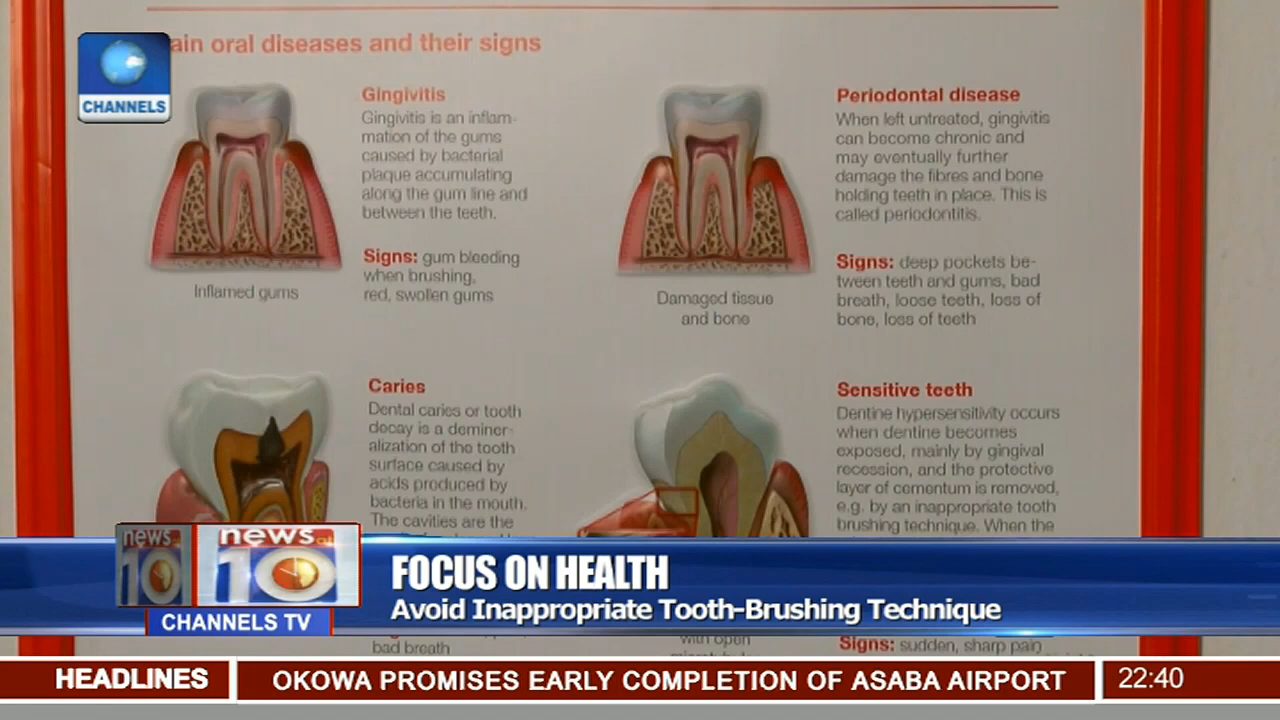 CHANNELS
ain oral diseases and their signs
Gingivitis
Gingivitis is an inflam-
mation of the gums
caused by bacterial
plaque accumulating
along the gum line and
between the teeth.
Signs: gum bleeding
when brushing,
red, swollen gums
Inflamed gums
Periodontal disease
When left untreated, gingivitis
can become chronic and
may eventually further
damage the fibres and bone
holding teeth in place. This is
called periodontitis.
Signs: deep pockets be-
tween teeth and gums, bad
breath, loose teeth, loss of
bone, loss of teeth
Damaged tissue
and bone
Caries
Dental caries or tooth
decay is a deminer-
alization of the tooth
surface caused by
acids produced by
bacteria in the mouth.
The cavities are the
bad breath
Sensitive teeth
Dentine hypersensitivity occurs
when dentine becomes
exposed, mainly by gingival
recession, and the protective
layer of cementum is removed,
e.g. by an inappropriate tooth
brushing technique. When the
with open
Signs: sudden, sharp pain
news
10
news at
10
CHANNELS TV
FOCUS ON HEALTH
Avoid Inappropriate Tooth-Brushing Technique
HEADLINES
OKOWA PROMISES EARLY COMPLETION OF ASABA AIRPORT
22:40